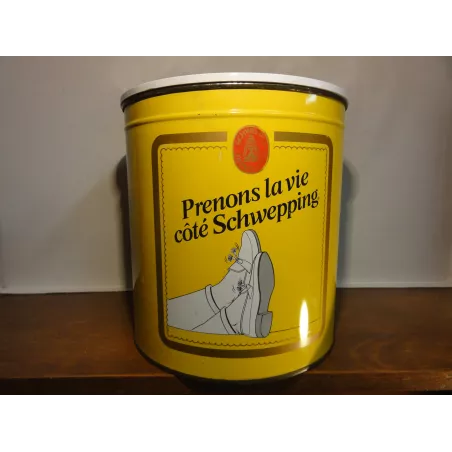 Prenons la vie
côté Schwepping